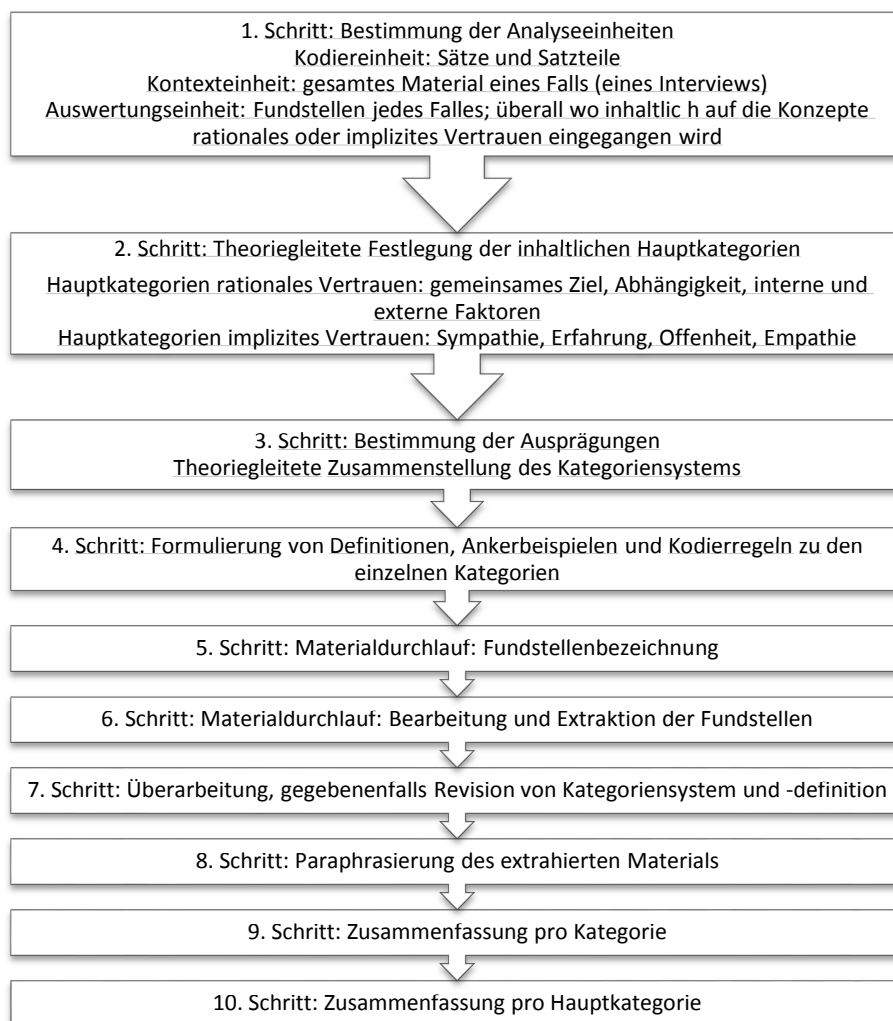 1. Schritt: Bestimmung der Analyseeinheiten
Kodiereinheit: Sätze und Satzteile
Kontexteinheit: gesamtes Material eines Falls (eines Interviews)
Auswertungseinheit: Fundstellen jedes Falles; überall wo inhaltlic h auf die Konzepte
rationales oder implizites Vertrauen eingegangen wird
2. Schritt: Theoriegleitete Festlegung der inhaltlichen Hauptkategorien
Hauptkategorien rationales Vertrauen: gemeinsames Ziel, Abhängigkeit, interne und
externe Faktoren
Hauptkategorien implizites Vertrauen: Sympathie, Erfahrung, Offenheit, Empathie
3. Schritt: Bestimmung der Ausprägungen
Theoriegleitete Zusammenstellung des Kategoriensystems
4. Schritt: Formulierung von Definitionen, Ankerbeispielen und Kodierregeln zu den
einzelnen Kategorien
5. Schritt: Materialdurchlauf: Fundstellenbezeichnung
6. Schritt: Materialdurchlauf: Bearbeitung und Extraktion der Fundstellen
7. Schritt: Überarbeitung, gegebenenfalls Revision von Kategoriensystem und -definition
8. Schritt: Paraphrasierung des extrahierten Materials
9. Schritt: Zusammenfassung pro Kategorie
10. Schritt: Zusammenfassung pro Hauptkategorie